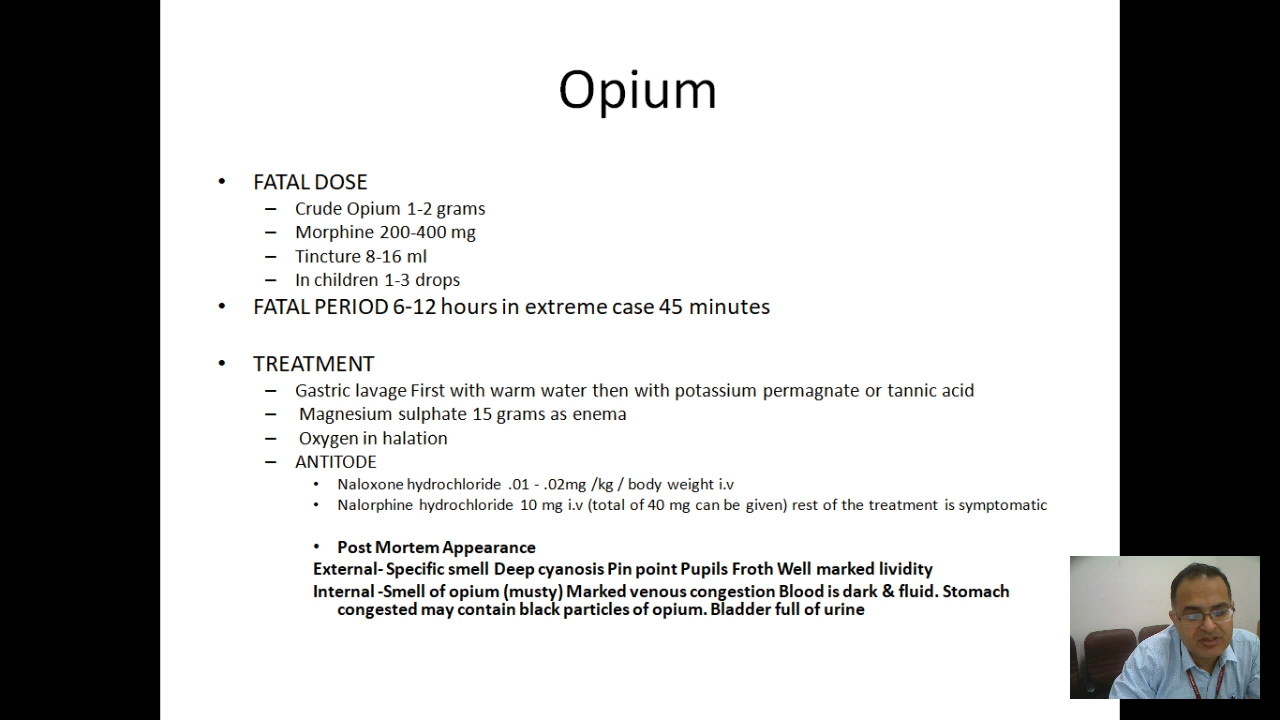 Opium
• FATAL DOSE
– Crude Opium 1-2 grams
– Morphine 200-400 mg
– Tincture 8-16 ml
– In children 1-3 drops
• FATAL PERIOD 6-12 hours in extreme case 45 minutes
• TREATMENT
– Gastric lavage First with warm water then with potassium permagnate or tannic acid
– Magnesium sulphate 15 grams as enema
– Oxygen in halation
– ANTITODE
• Naloxone hydrochloride .01 - .02mg /kg / body weight i.v
• Nalorphine hydrochloride 10 mg i.v (total of 40 mg can be given) rest of the treatment is symptomatic
• Post Mortem Appearance
External- Specific smell Deep cyanosis Pin point Pupils Froth Well marked lividity
Internal -Smell of opium (musty) Marked venous congestion Blood is dark & fluid. Stomach
congested may contain black particles of opium. Bladder full of urine